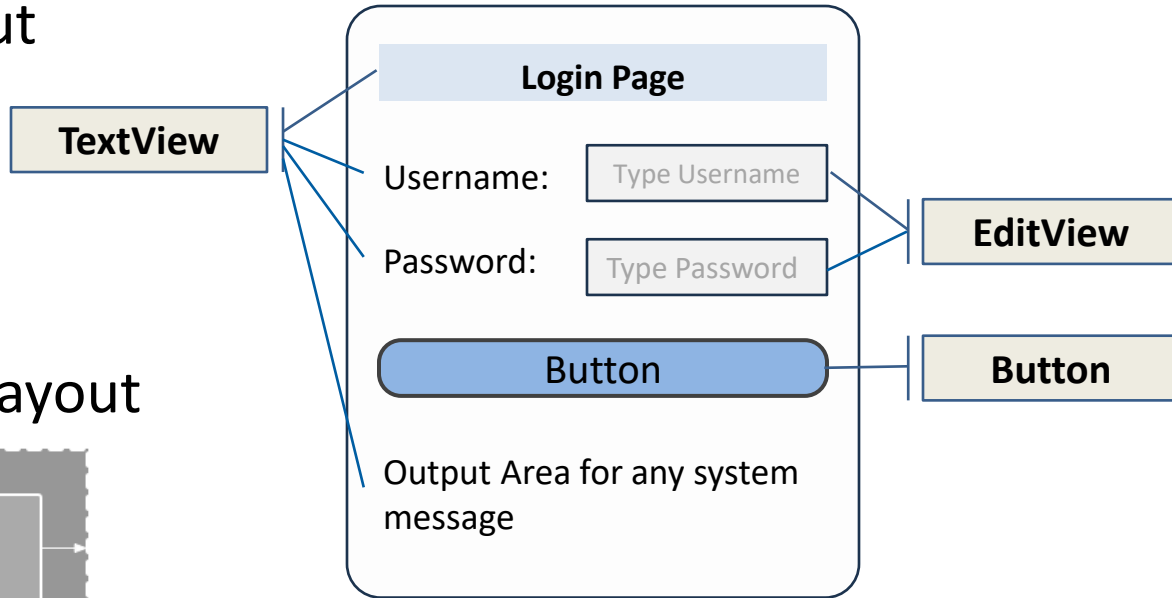 ut
Login Page
TextView
Username:
Type Username
EditView
Password:
Type Password
Button
Button
ayout
Output Area for any system
message